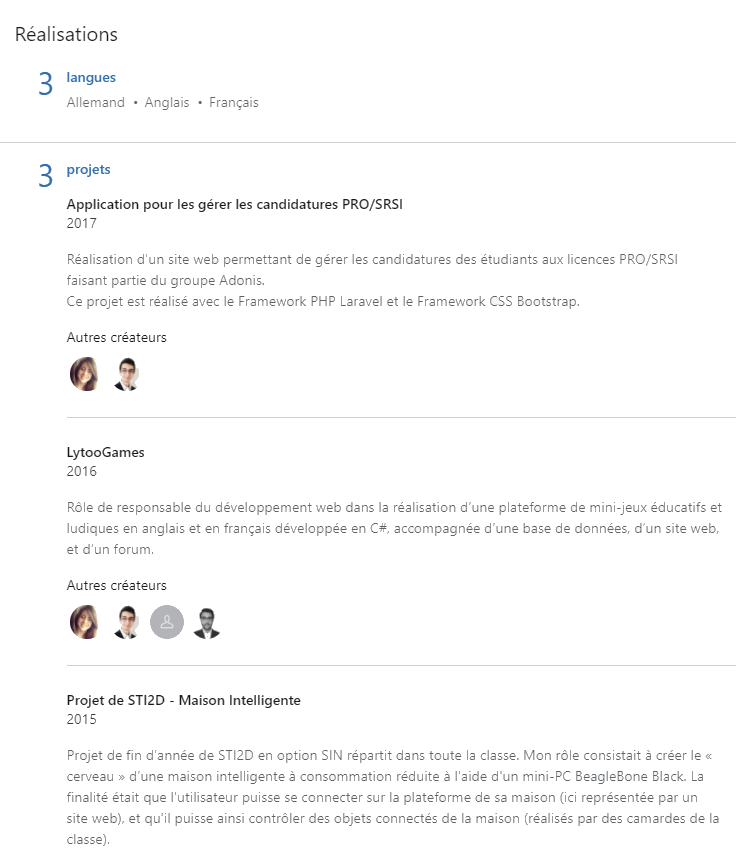 Réalisations
3 langues
Allemand • Anglais • Français
3 projets
Application pour les gérer les candidatures PRO/SRSI
2017
Réalisation d'un site web permettant de gérer les candidatures des étudiants aux licences PRO/SRSI
faisant partie du groupe Adonis.
Ce projet est réalisé avec le Framework PHP Laravel et le Framework CSS Bootstrap.
Autres créateurs
LytooGames
2016
Rôle de responsable du développement web dans la réalisation d’une plateforme de mini-jeux éducatifs et
ludiques en anglais et en français développée en C#, accompagnée d’une base de données, d’un site web,
et d’un forum.
Autres créateurs
Projet de STI2D - Maison Intelligente
2015
Projet de fin d'année de STI2D en option SIN répartit dans toute la classe. Mon rôle consistait à créer le «
cerveau » d’une maison intelligente à consommation réduite à l'aide d'un mini-PC BeagleBone Black. La
finalité était que l'utilisateur puisse se connecter sur la plateforme de sa maison (ici représentée par un
site web), et qu'il puisse ainsi contrôler des objets connectés de la maison (réalisés par des camardes de la
classe).